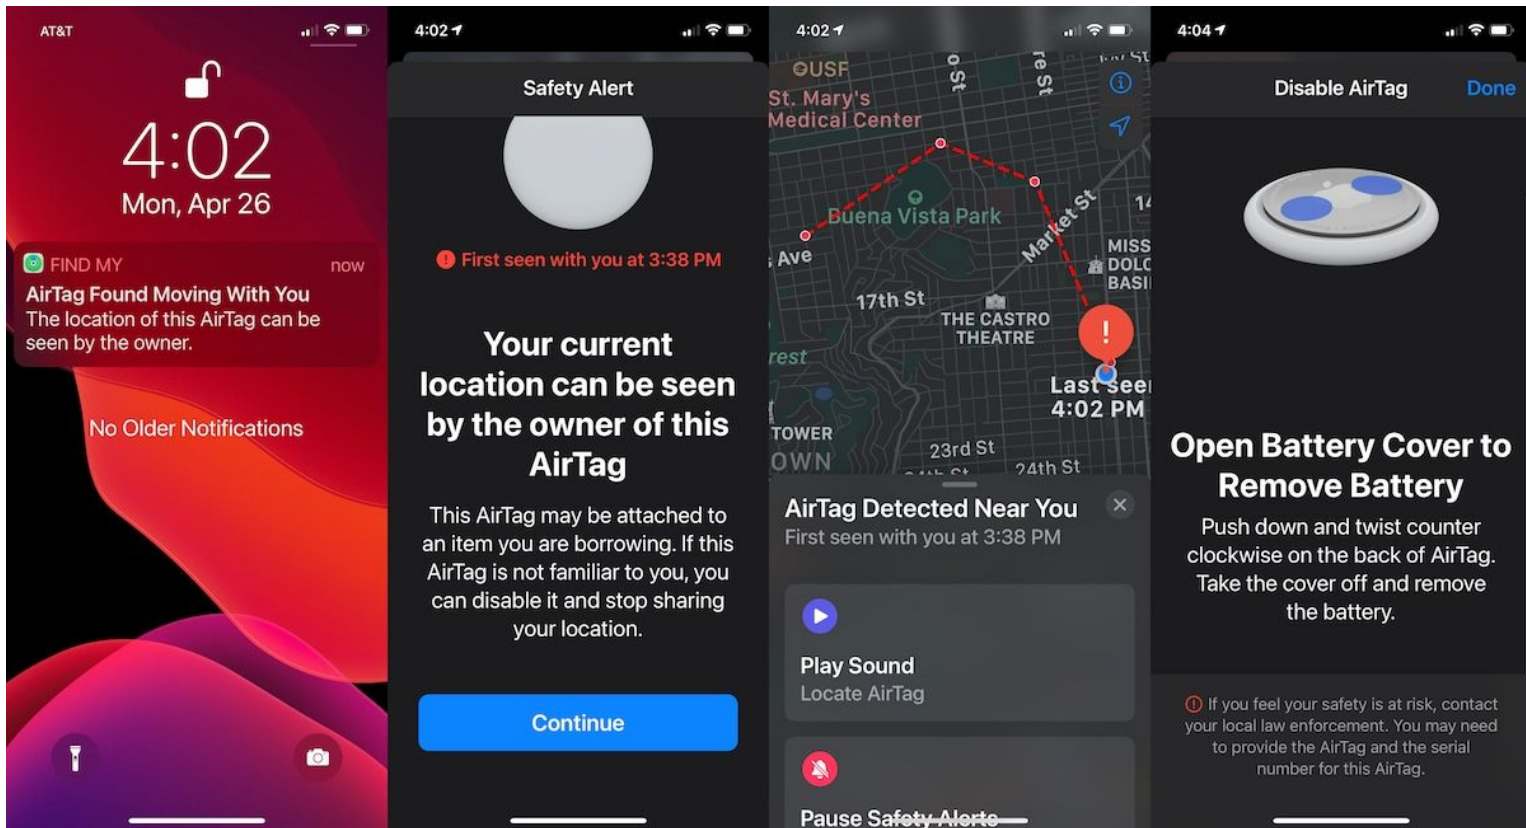 AT&T
4:02
Mon, Apr 26
FIND MY
now
AirTag Found Moving With You
The location of this AirTag can be
seen by the owner.
No Older Notifications
4:02
Safety Alert
First seen with you at 3:38 PM
Your current
location can be seen
by the owner of this
AirTag
This AirTag may be attached to
an item you are borrowing. If this
AirTag is not familiar to you, you
can disable it and stop sharing
your location.
Continue
4:02
USF
St. Mary's
Medical Center
o St
re St
Buena Vista Park
Market St
14
Ave
MISS
DOLO
BASI
17th St
THE CASTRO
THEATRE
rest
Last see
4:02 PM
TOWER
OWN
23rd St
24th St
AirTag Detected Near You
First seen with you at 3:38 PM
Play Sound
Locate AirTag
Pause Safety Alerts
4:04
Disable AirTag
Done
Open Battery Cover to
Remove Battery
Push down and twist counter
clockwise on the back of AirTag.
Take the cover off and remove
the battery.
If you feel your safety is at risk, contact
your local law enforcement. You may need
to provide the AirTag and the serial
number for this AirTag.